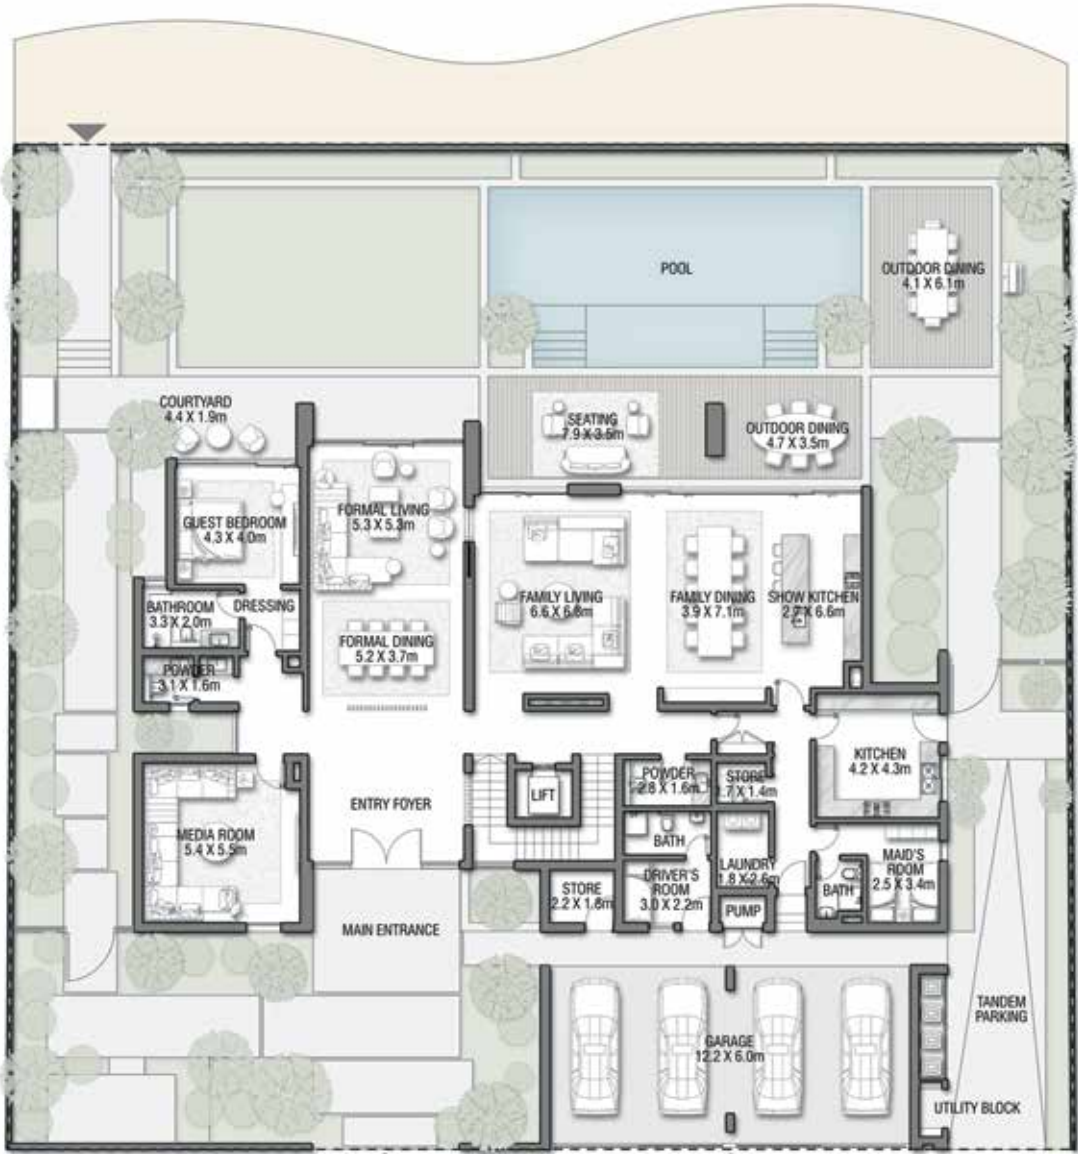 POOL
OUTDOOR DINING
4.1 X 6.1m
COURTYARD
4.4 X 1.9m
SEATING
7.9 X 3.5m
OUTDOOR DINING
4.7 X 3.5m
GUEST BEDROOM
4.3 X 4.0m
FORMAL LIVING
5.3 X 5.3m
FAMILY LIVING
6.6 X 6.8m
FAMILY DINING
3.9 X 7.1m
SHOW KITCHEN
2.7 X 6.6m
BATHROOM
3.3 X 2.0m
DRESSING
FORMAL DINING
5.2 X 3.7m
POWDER
3.1 X 1.6m
KITCHEN
4.2 X 4.3m
POWDER
2.8 X 1.6m
STORE
1.7 X 1.4m
LIFT
ENTRY FOYER
MEDIA ROOM
5.4 X 5.5m
BATH
LAUNDRY
1.8 X 2.6m
MAID'S
ROOM
2.5 X 3.4m
BATH
DRIVER'S
ROOM
3.0 X 2.2m
STORE
2.2 X 1.8m
PUMP
MAIN ENTRANCE
TANDEM
PARKING
GARAGE
12.2 X 6.0m
UTILITY BLOCK